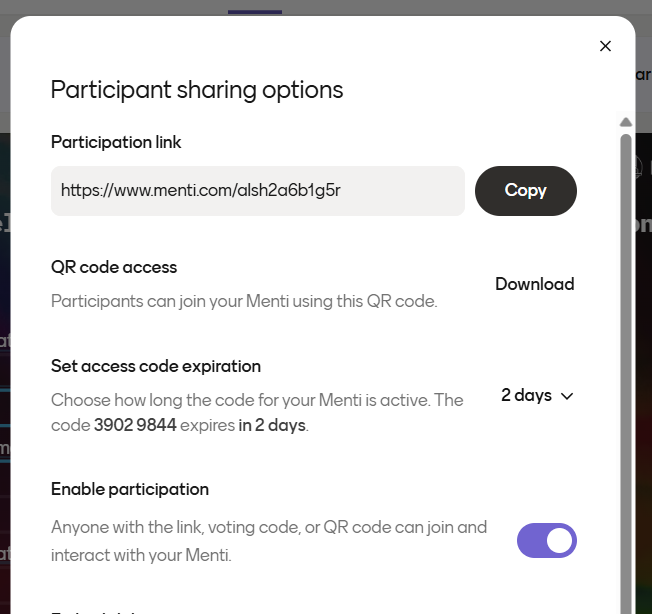 Participant sharing options
Participation link
https://www.menti.com/alsh2a6b1g5r
Copy
QR code access
Participants can join your Menti using this QR code.
Download
Set access code expiration
Choose how long the code for your Menti is active. The
code 3902 9844 expires in 2 days.
2 days
Enable participation
Anyone with the link, voting code, or QR code can join and
interact with your Menti.